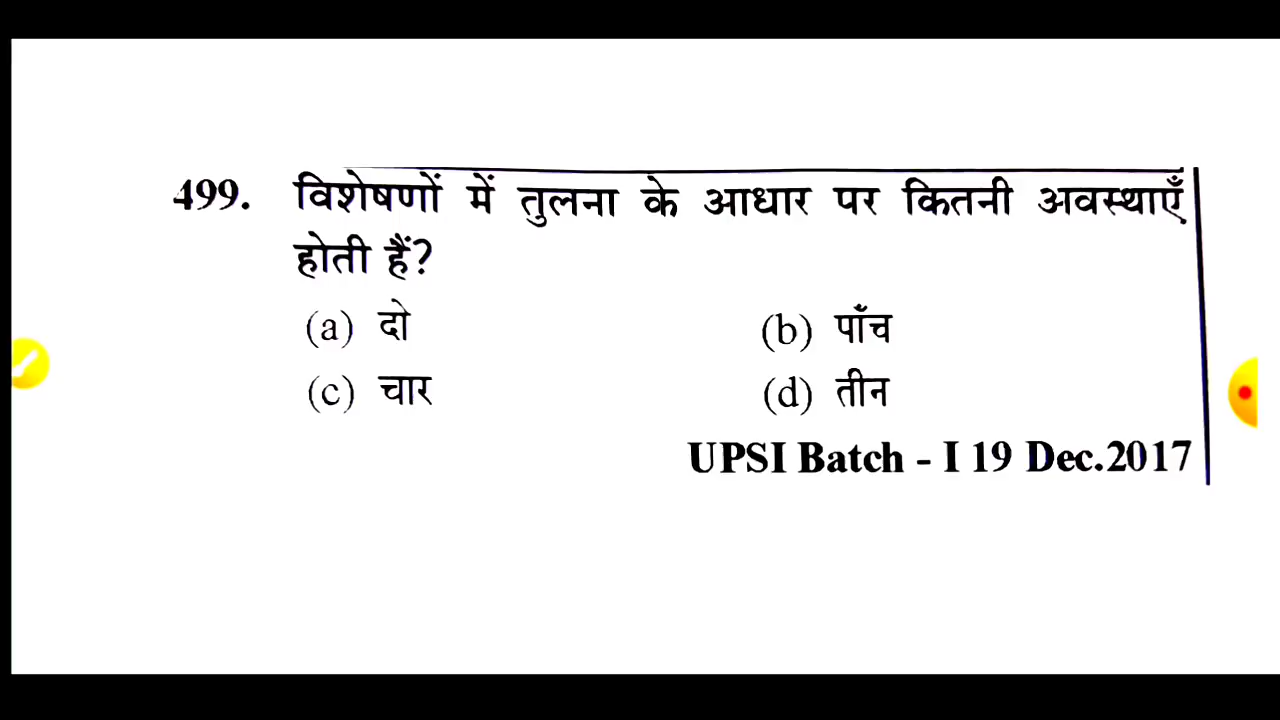 499. विशेषणों में तुलना के आधार पर कितनी अवस्थाएँ
होती हैं?
(a) दो (b) पाँच
(c) चार (d) तीन
UPSI Batch - I 19 Dec.2017